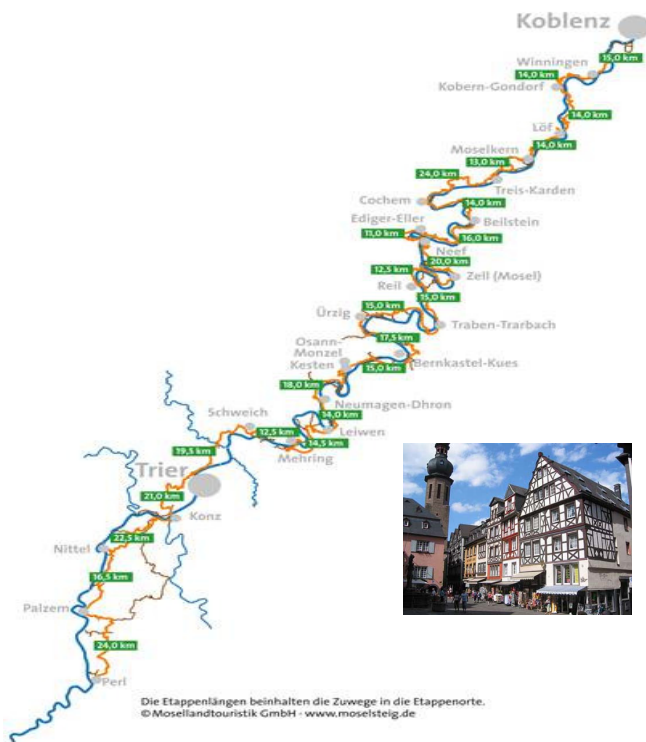 Koblenz
15,0 km
Winningen
14,0 km
Kobern-Gondorf
14,0 km
Löf
14,0 km
Moselkern
13,0 km
24,0 km
Treis-Karden
Cochem
14,0 km
Ediger-Eller
Beilstein
11,0 km
16,0 km
Neef
20,0 km
12,5 km
Zell (Mosel)
Reil
15,0 km
15,0 km
Ürzig
Traben-Trarbach
17,5 km
Osann-
Monzel
Kesten
Bernkastel-Kues
15,0 km
18,0 km
Neumagen-Dhron
Schweich
14,0 km
12,5 km
Leiwen
14,5 km
19,5 km
Mehring
Trier
21,0 km
Konz
22,5 km
Nittel
16,5 km
Palzem
24,0 km
Perl
Die Etappenlängen beinhalten die Zuwege in die Etappenorte.
© Mosellandtouristik GmbH - www.moselsteig.de